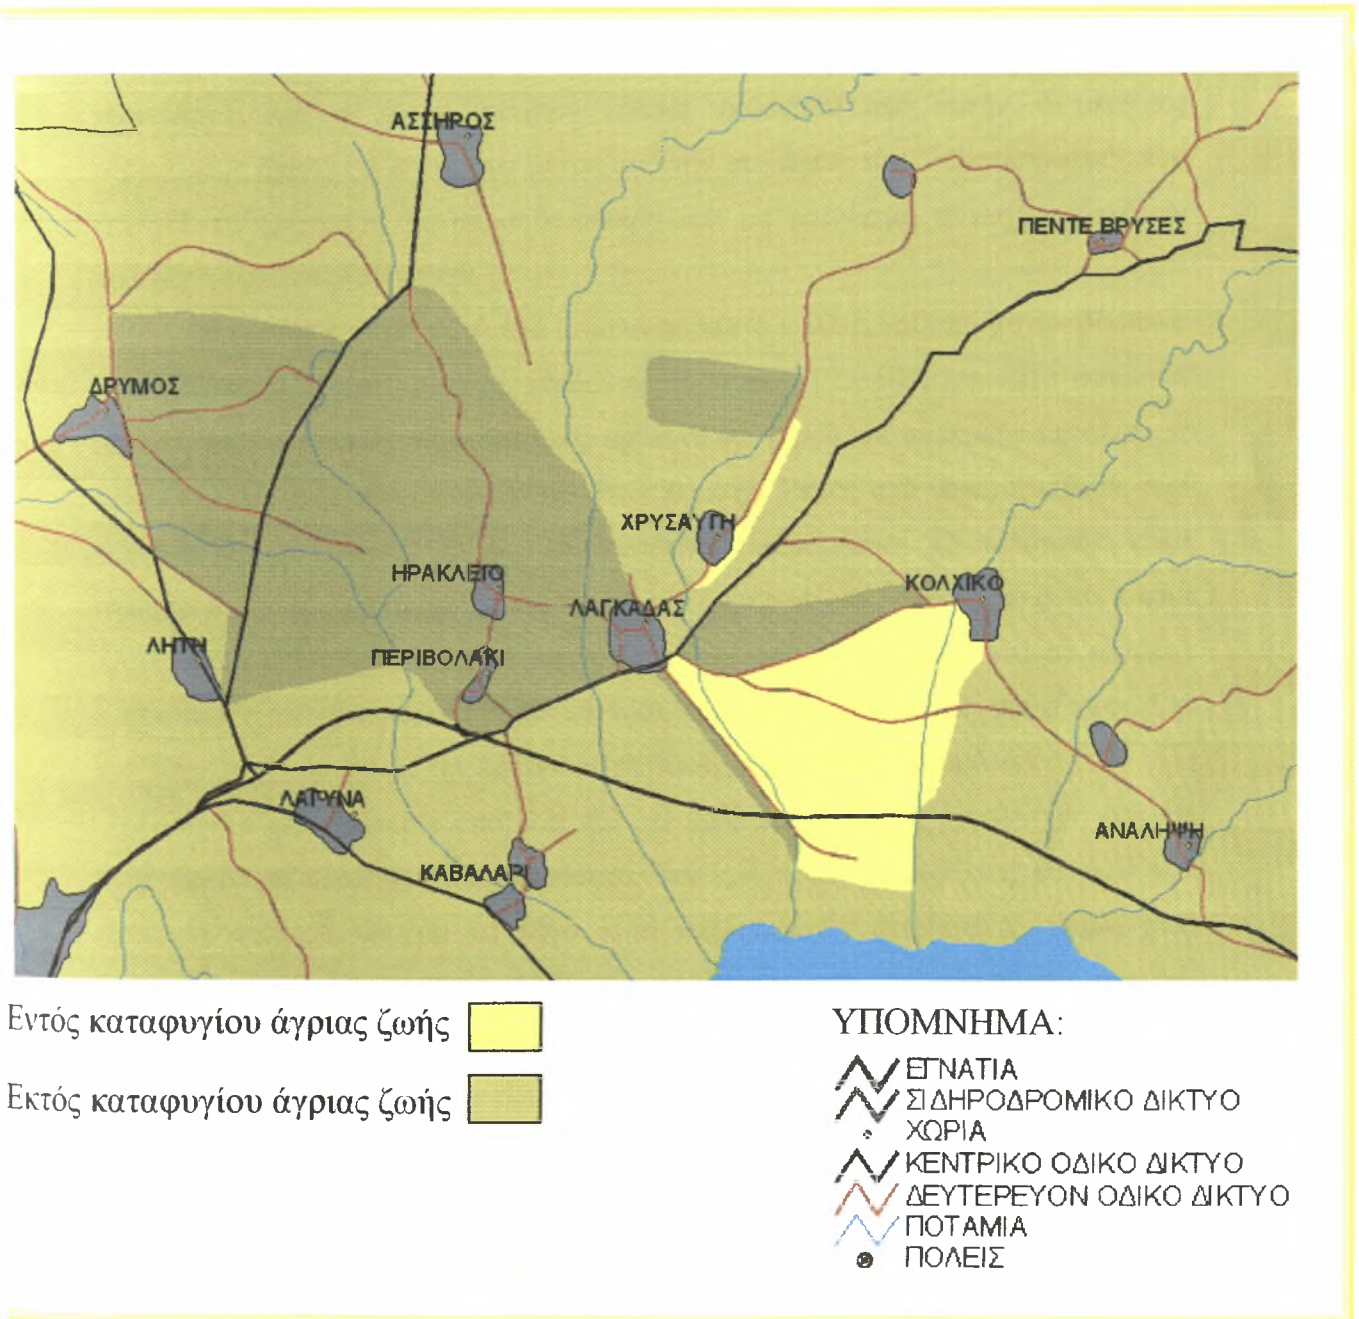 ΑΣΣΗΡΟΣ
ΠΕΝΤΕ ΒΡΥΣΕΣ
ΔΡΥΜΟΣ
ΧΡΥΣΑΥΓΗ
ΗΡΑΚΛΕΙΟ
ΚΟΛΧΙΚΟ
ΛΑΓΚΑΔΑΣ
ΛΗΤΗ
ΠΕΡΙΒΟΛΑΚΙ
ΛΑΓΥΝΑ
ΑΝΑΛΗΨΗ
ΚΑΒΑΛΑΡΙ
Εντός καταφυγίου άγριας ζωής
Εκτός καταφυγίου άγριας ζωής
ΥΠΟΜΝΗΜΑ:
ΕΓΝΑΤΙΑ
ΣΙΔΗΡΟΔΡΟΜΙΚΟ ΔΙΚΤΥΟ
ΧΩΡΙΑ
ΚΕΝΤΡΙΚΟ ΟΔΙΚΟ ΔΙΚΤΥΟ
ΔΕΥΤΕΡΕΥΟΝ ΟΔΙΚΟ ΔΙΚΤΥΟ
ΠΟΤΑΜΙΑ
ΠΟΛΕΙΣ